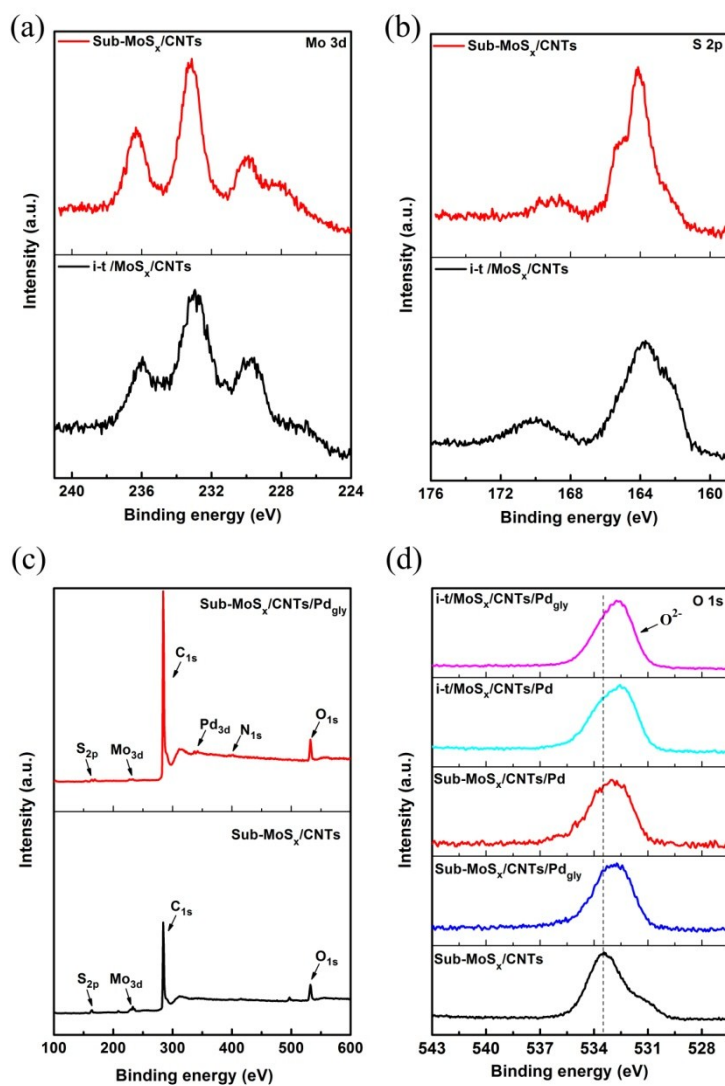 (a)
Sub-MoSₓ/CNTs
Mo 3d
i-t /MoSₓ/CNTs
Intensity (a.u.)
240 236 232 228 224
Binding energy (eV)
(b)
S 2p
Sub-MoSₓ/CNTs
i-t /MoSₓ/CNTs
Intensity (a.u.)
176 172 168 164 160
Binding energy (eV)
(c)
Sub-MoSₓ/CNTs/Pd_gly
C₁ₛ
Pd₃d
N₁ₛ
O₁ₛ
S₂ₚ
Mo₃d
Sub-MoSₓ/CNTs
C₁ₛ
S₂ₚ
Mo₃d
O₁ₛ
Intensity (a.u.)
100 200 300 400 500 600
Binding energy (eV)
(d)
i-t/MoSₓ/CNTs/Pd_gly
O 1s
O²⁻
i-t/MoSₓ/CNTs/Pd
Sub-MoSₓ/CNTs/Pd
Sub-MoSₓ/CNTs/Pd_gly
Sub-MoSₓ/CNTs
Intensity (a.u.)
543 540 537 534 531 528
Binding energy (eV)